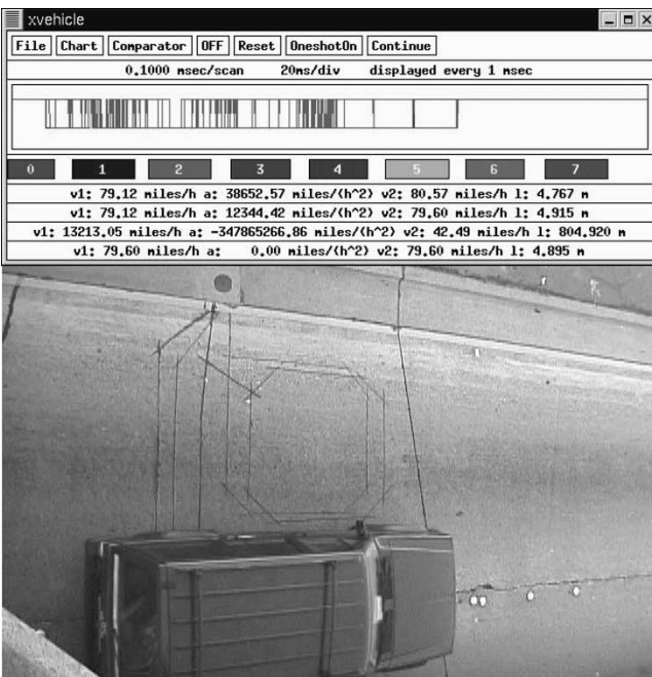 xvehicle
File Chart Comparator OFF Reset OneshotOn Continue
0.1000 msec/scan 20ms/div displayed every 1 msec
0 1 2 3 4 5 6 7
v1: 79.12 miles/h a: 38652.57 miles/(h^2) v2: 80.57 miles/h l: 4.767 m
v1: 79.12 miles/h a: 12344.42 miles/(h^2) v2: 79.60 miles/h l: 4.915 m
v1: 13213.05 miles/h a: -347865266.86 miles/(h^2) v2: 42.49 miles/h l: 804.920 m
v1: 79.60 miles/h a: 0.00 miles/(h^2) v2: 79.60 miles/h l: 4.895 m